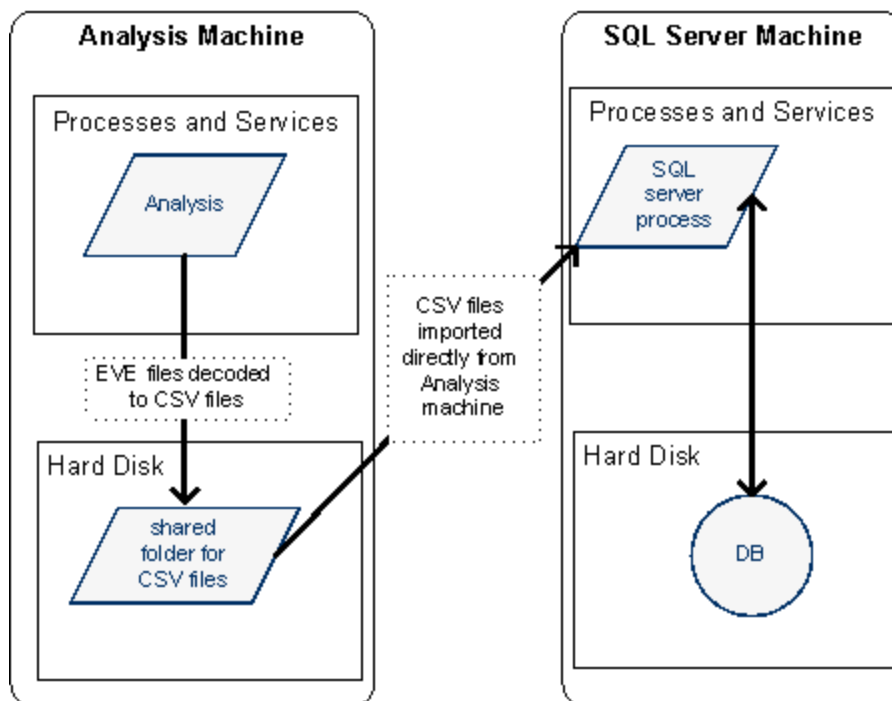 Analysis Machine
Processes and Services
Analysis
EVE files decoded
to CSV files
Hard Disk
shared
folder for
CSV files
CSV files
imported
directly from
Analysis
machine
SQL Server Machine
Processes and Services
SQL
server
process
Hard Disk
DB